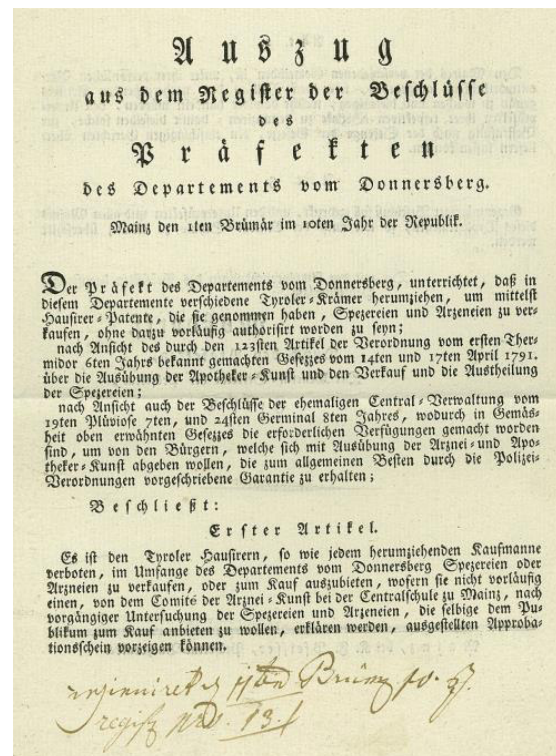 Auszug
aus dem Register der Beschlüsse
des
Präfekten
des Departements vom Donnersberg.
Mainz den 1ten Brümär im 10ten Jahr der Republik.
Der Präfekt des Departements vom Donnersberg, unterrichtet, daß in
diesem Departemente verschiedene Tyroler-Krämer herumziehen, um mittelst
Hausirer-Patente, die sie genommen haben, Spezereien und Arzeneien zu ver-
kaufen, ohne darzu vorläufig authorisirt worden zu seyn;
nach Ansicht des durch den 123sten Artikel der Verordnung vom ersten Ther-
midor 6ten Jahrs bekannt gemachten Gesetzes vom 14ten und 17ten April 1791.
über die Ausübung der Apotheker-Kunst und den Verkauf und die Austheilung
der Spezereien;
nach Ansicht auch der Beschlüsse der ehemaligen Central-Verwaltung vom
19ten Plüviose 7ten, und 24sten Germinal 8ten Jahres, wodurch in Gemäs-
heit oben erwähnten Gesetzes die erforderlichen Verfügungen gemacht worden
sind, um von den Bürgern, welche sich mit Ausübung der Arznei- und Apo-
theker-Kunst abgeben wollen, die zum allgemeinen Besten durch die Polizei-
Verordnungen vorgeschriebene Garantie zu erhalten;
Beschließt:
Erster Artikel.
Es ist den Tyroler Hausirern, so wie jedem herumziehenden Kaufmanne
verboten, im Umfange des Departements vom Donnersberg Spezereien oder
Arzneien zu verkaufen, oder zum Kauf auszubieten, wofern sie nicht vorläufig
einen, von dem Comité der Arznei-Kunst bei der Centralschule zu Mainz, nach
vorgängiger Untersuchung der Spezereien und Arzeneien, die selbige dem Pu-
blikum zum Kauf anbieten zu wollen, erklären werden, ausgestellten Approba-
tionsschein vorzeigen können.
11ten Brüm 10. J.
13.